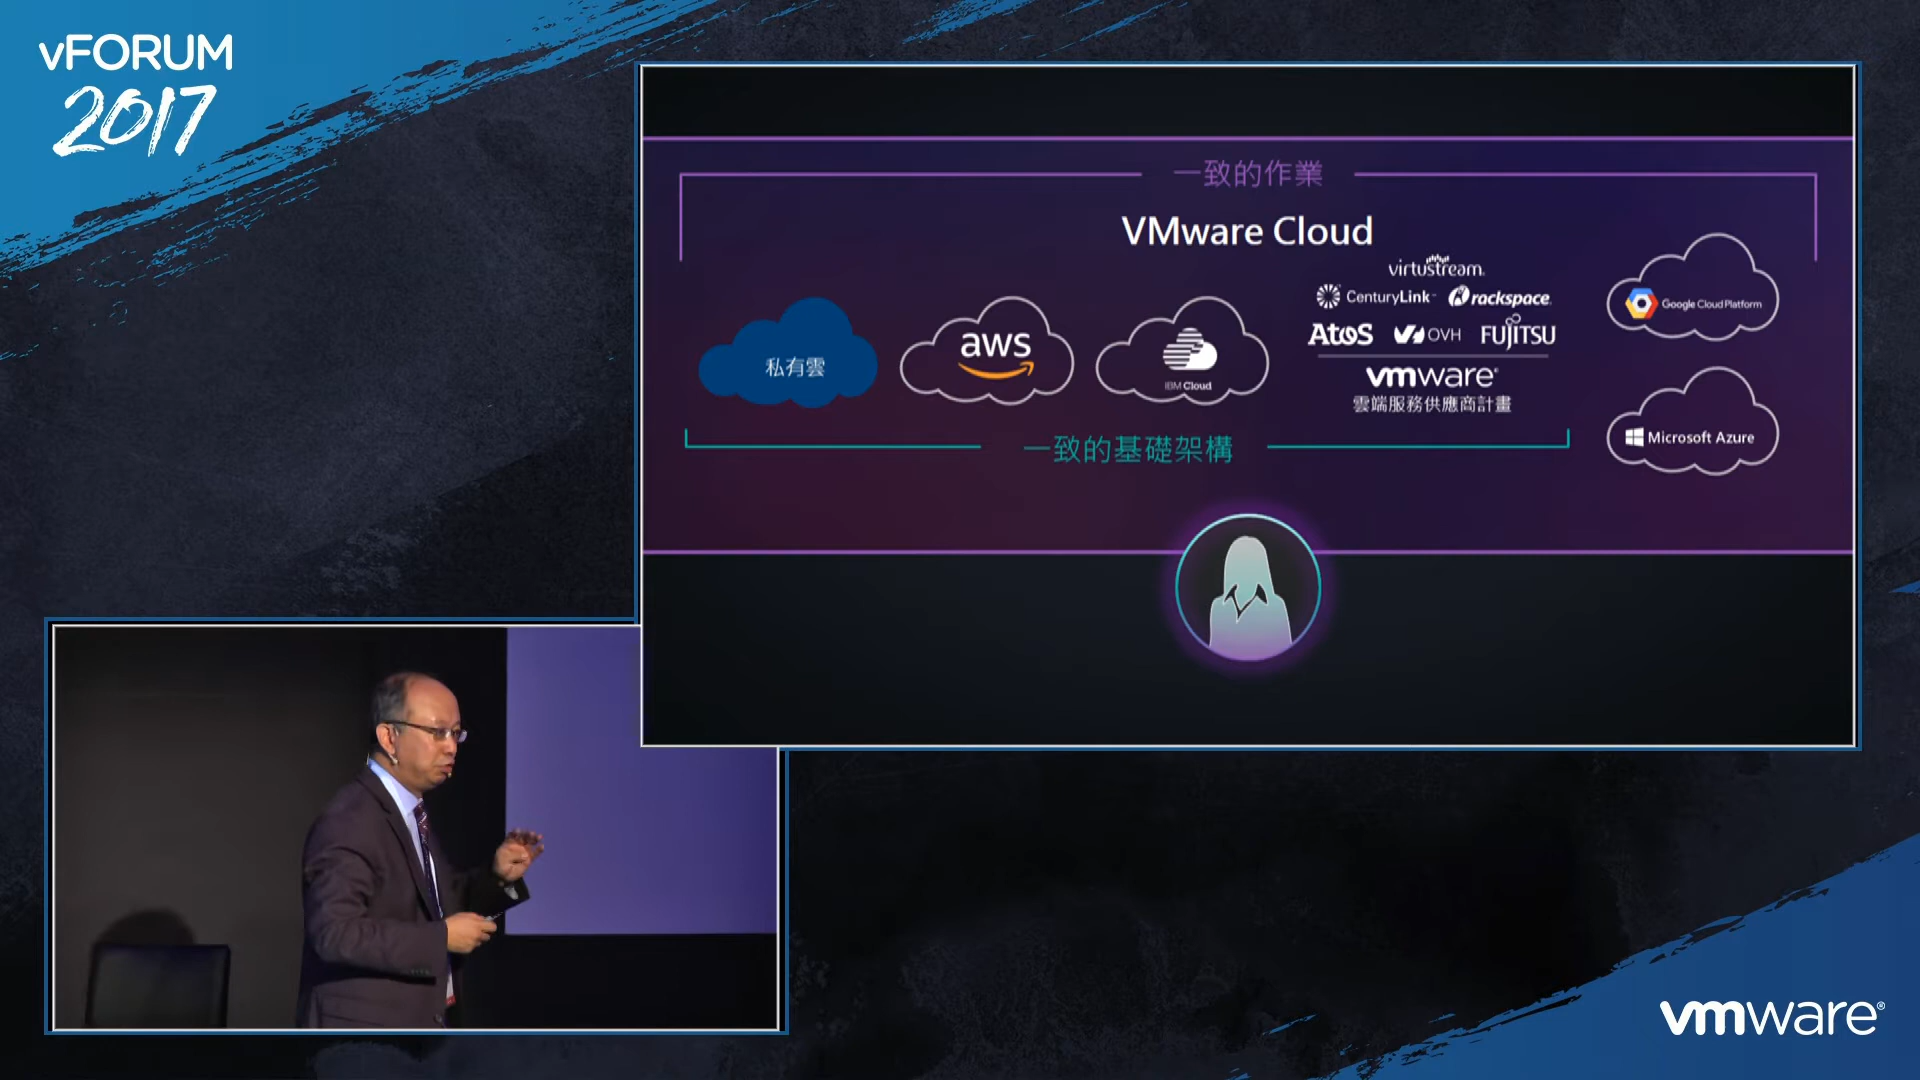 vFORUM
2017
一致的作業
VMware Cloud
virtustream
CenturyLink rackspace
Atos OVH FUJITSU
vmware
雲端服務供應商計畫
私有雲
aws
IBM Cloud
Google Cloud Platform
Microsoft Azure
一致的基礎架構
vmware